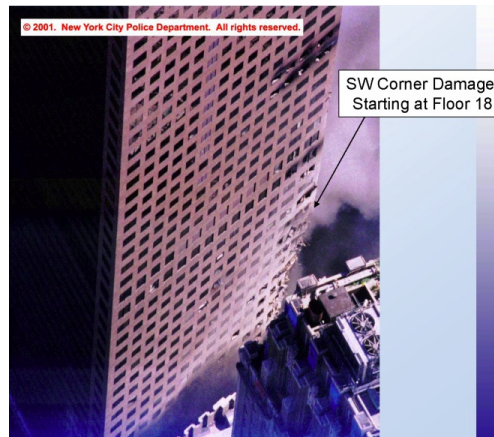 © 2001. New York City Police Department. All rights reserved.
SW Corner Damage
Starting at Floor 18